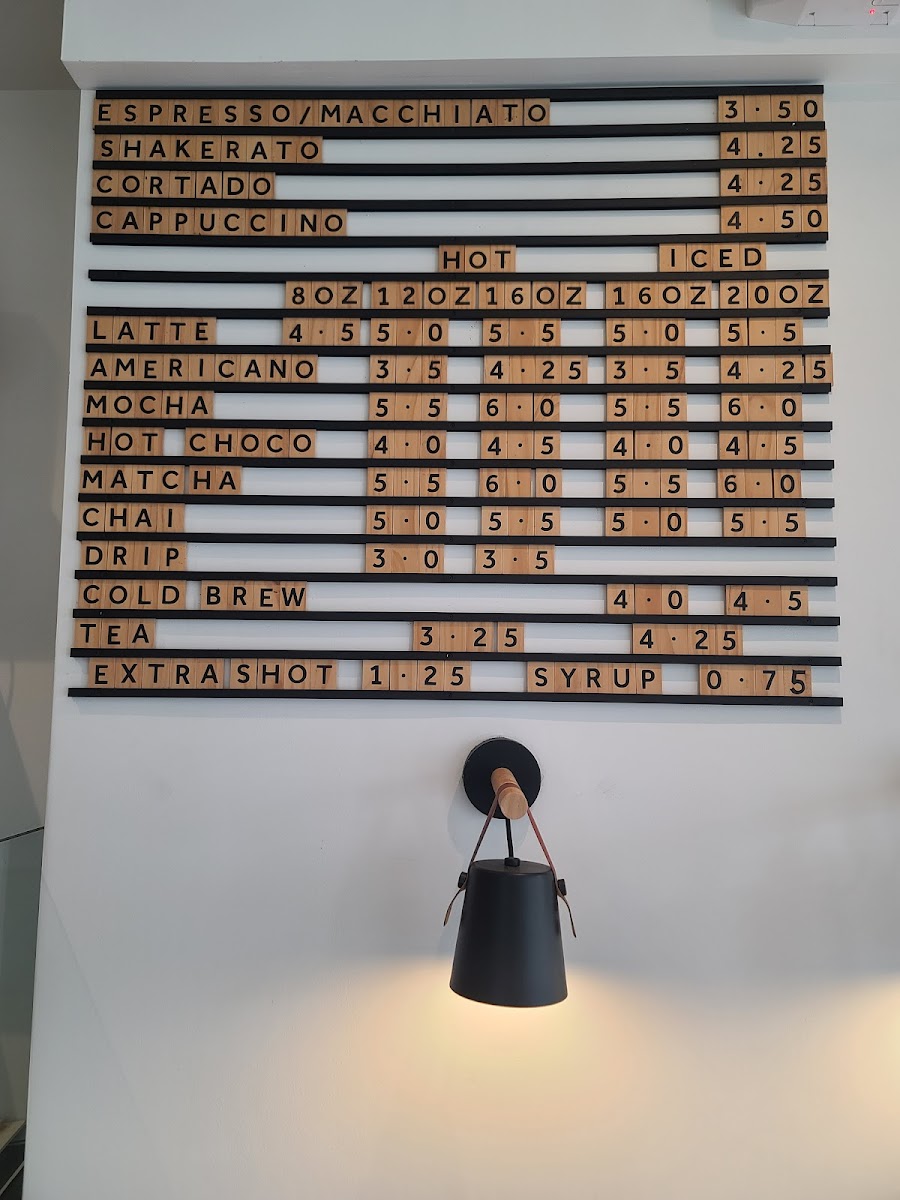 ESPRESSO/MACCHIATO 3·50
SHAKERATO 4.25
CORTADO 4·25
CAPPUCCINO 4·50
HOT ICED
8OZ 12OZ 16OZ 16OZ 20OZ
LATTE 4·5 5·0 5·5 5·0 5·5
AMERICANO 3·5 4·25 3·5 4·25
MOCHA 5·5 6·0 5·5 6·0
HOT CHOCO 4·0 4·5 4·0 4·5
MATCHA 5·5 6·0 5·5 6·0
CHAI 5·0 5·5 5·0 5·5
DRIP 3·0 3·5
COLD BREW 4·0 4·5
TEA 3·25 4·25
EXTRA SHOT 1·25 SYRUP 0·75